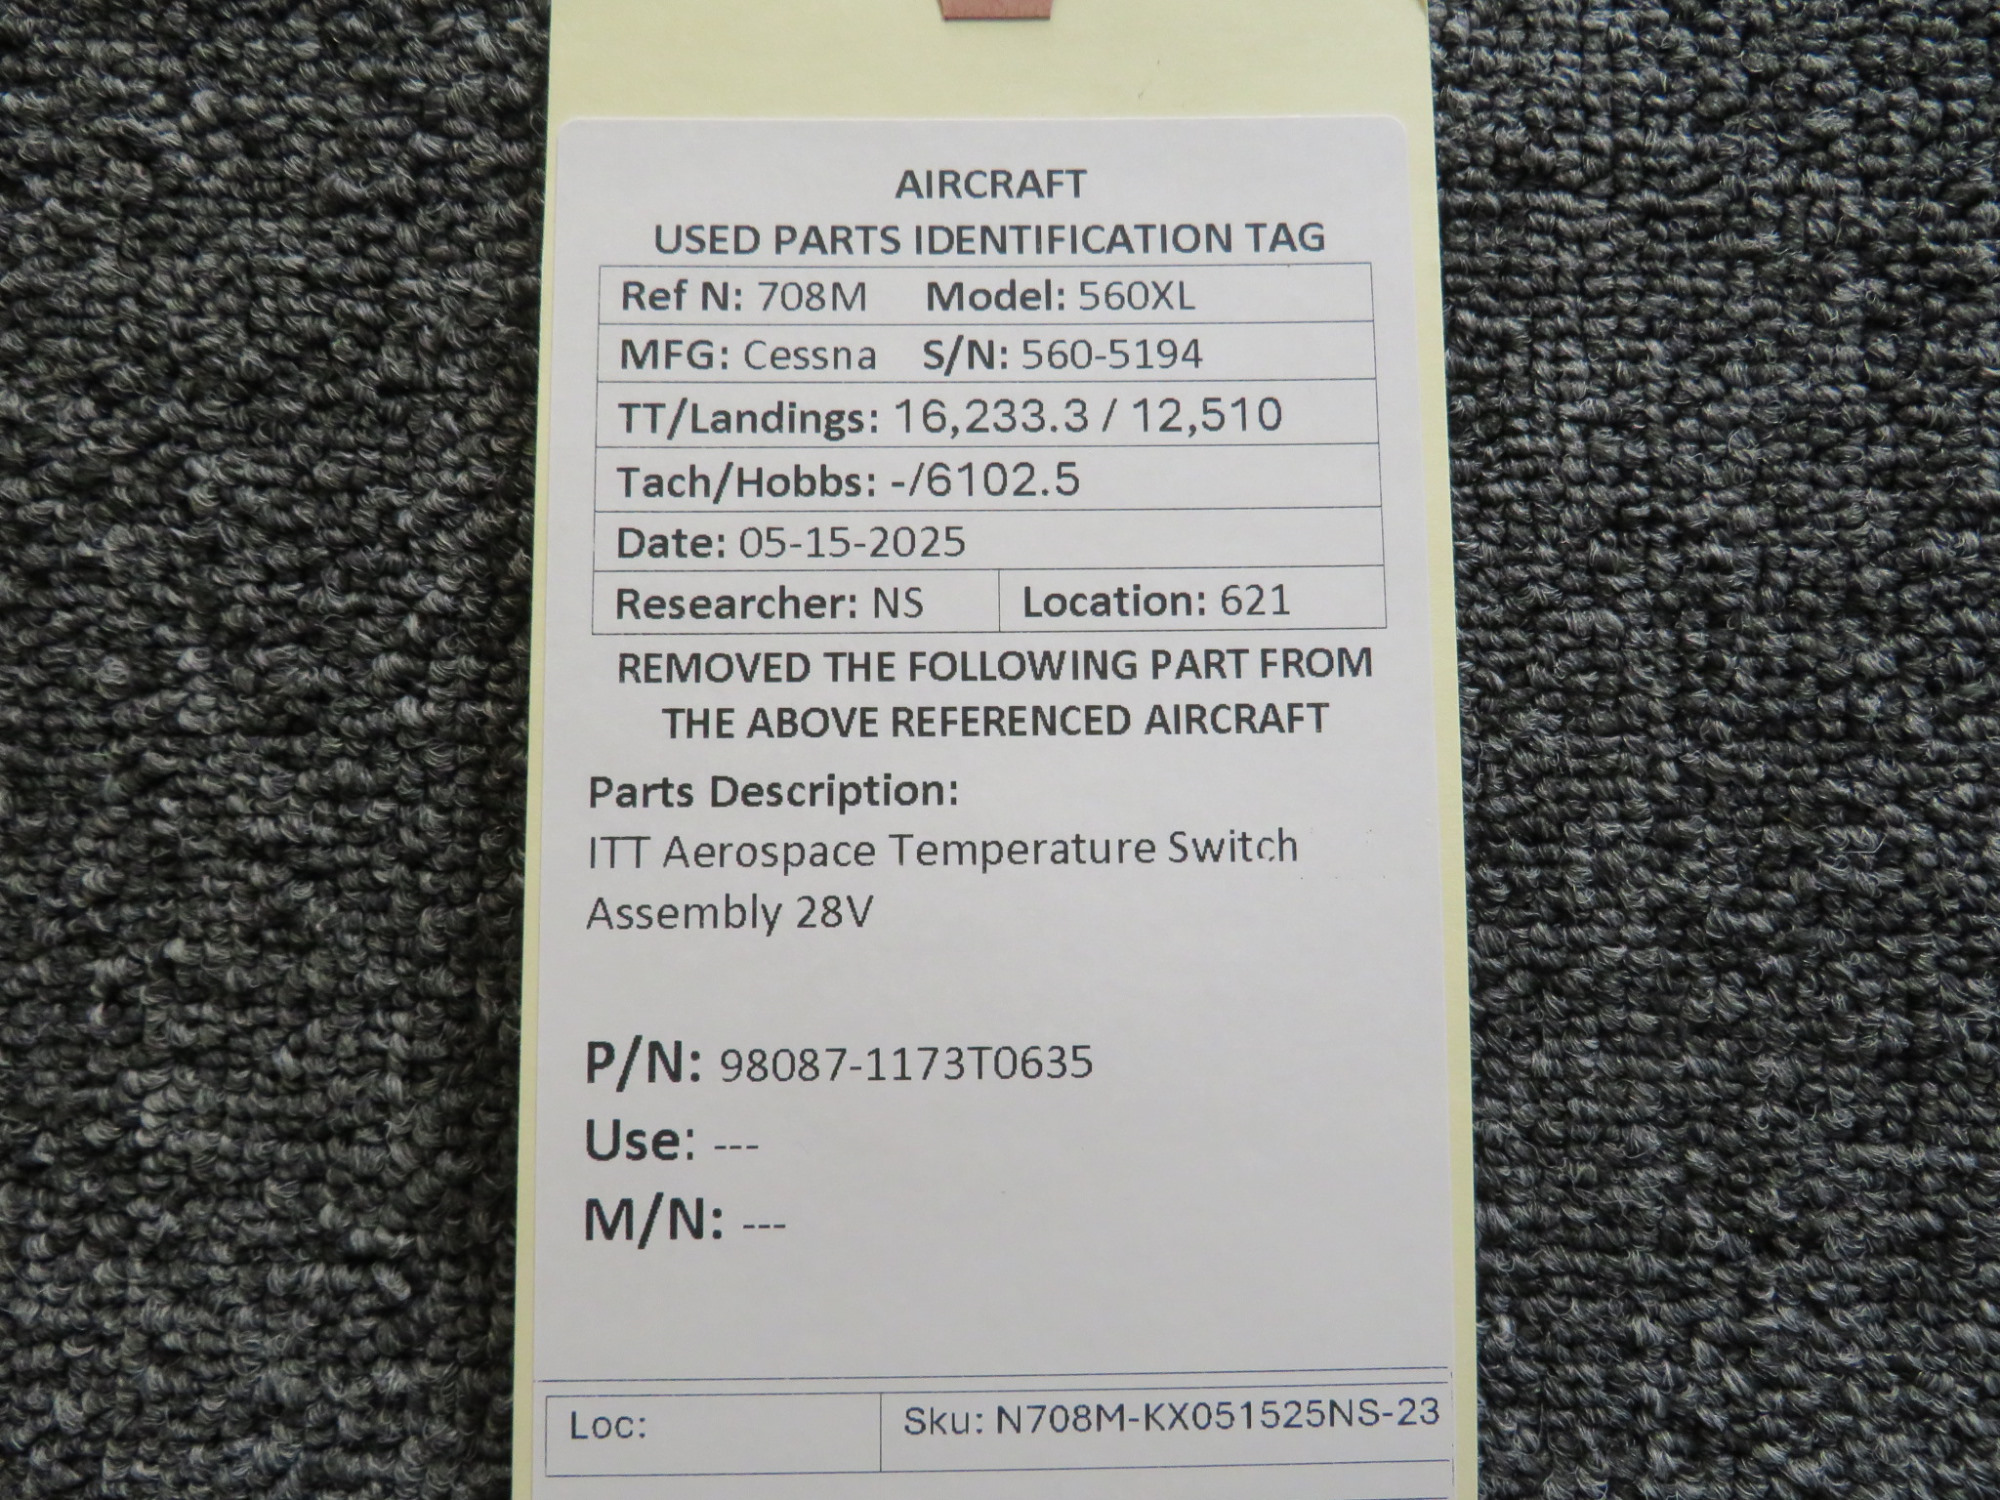 AIRCRAFT
USED PARTS IDENTIFICATION TAG
Ref N: 708M Model: 560XL
MFG: Cessna S/N: 560-5194
TT/Landings: 16,233.3 / 12,510
Tach/Hobbs: -/6102.5
Date: 05-15-2025
Researcher: NS Location: 621
REMOVED THE FOLLOWING PART FROM
THE ABOVE REFERENCED AIRCRAFT
Parts Description:
ITT Aerospace Temperature Switch
Assembly 28V
P/N: 98087-1173T0635
Use: ---
M/N: ---
Loc: Sku: N708M-KX051525NS-23